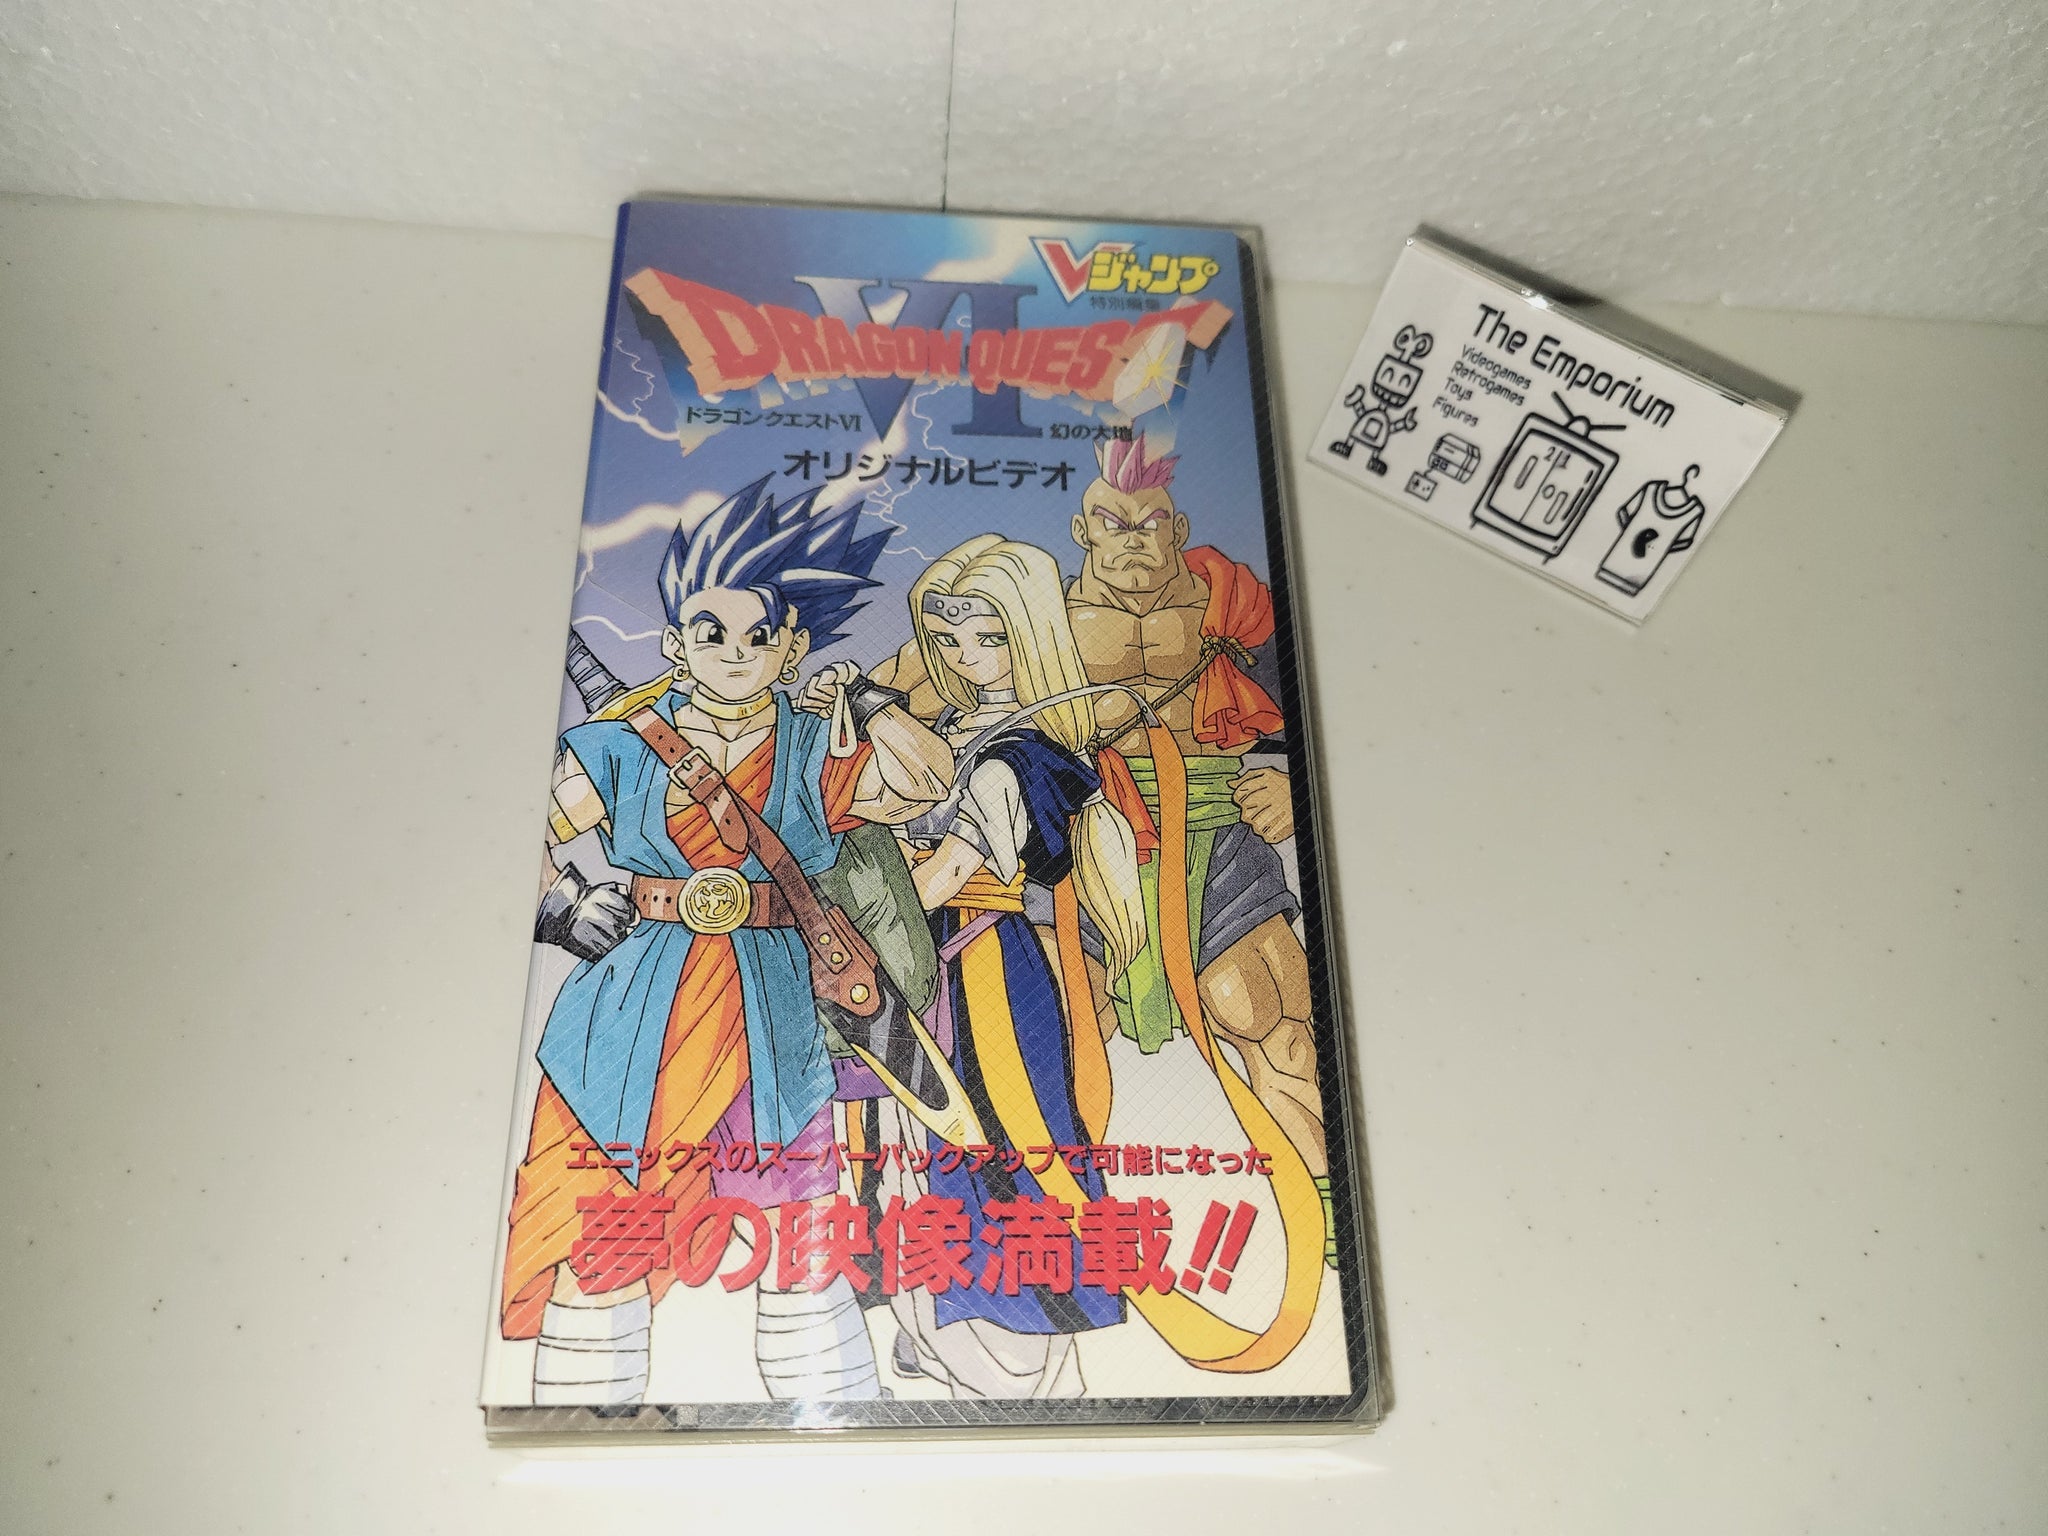 Vジャンプ
特別編集
VI
DRAGON QUEST
ドラゴンクエストVI 幻の大地
オリジナルビデオ
エニックスのスーパーバックアップで可能になった
夢の映像満載!!
The Emporium
Videogames
Retrogames
Toys
Figures